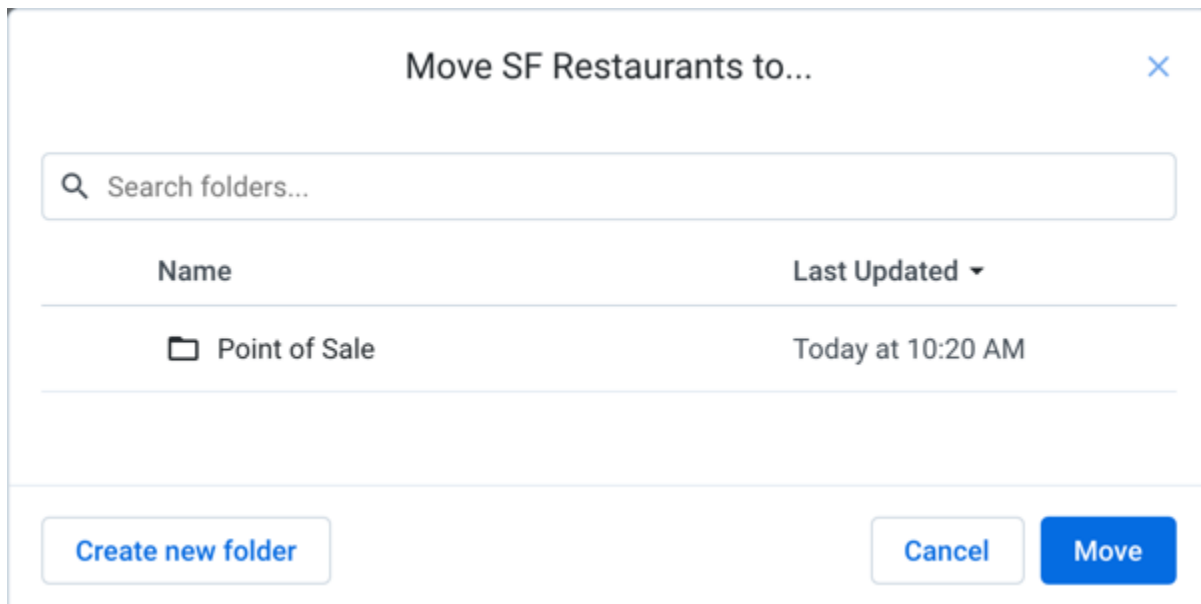 Move SF Restaurants to...
Search folders...
Name Last Updated
Point of Sale Today at 10:20 AM
Create new folder Cancel Move